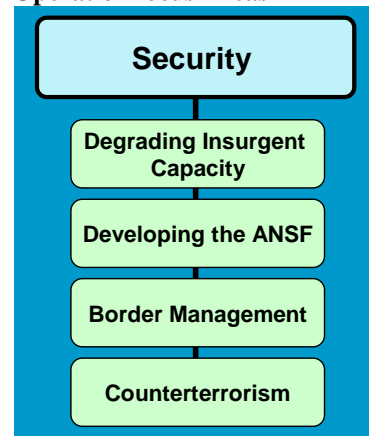 Security
Degrading Insurgent
Capacity
Developing the ANSF
Border Management
Counterterrorism